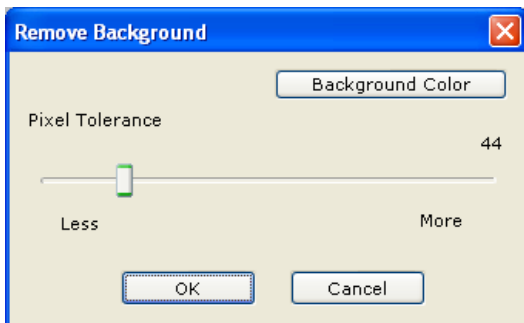 Remove Background
Background Color
Pixel Tolerance
44
Less More
OK Cancel